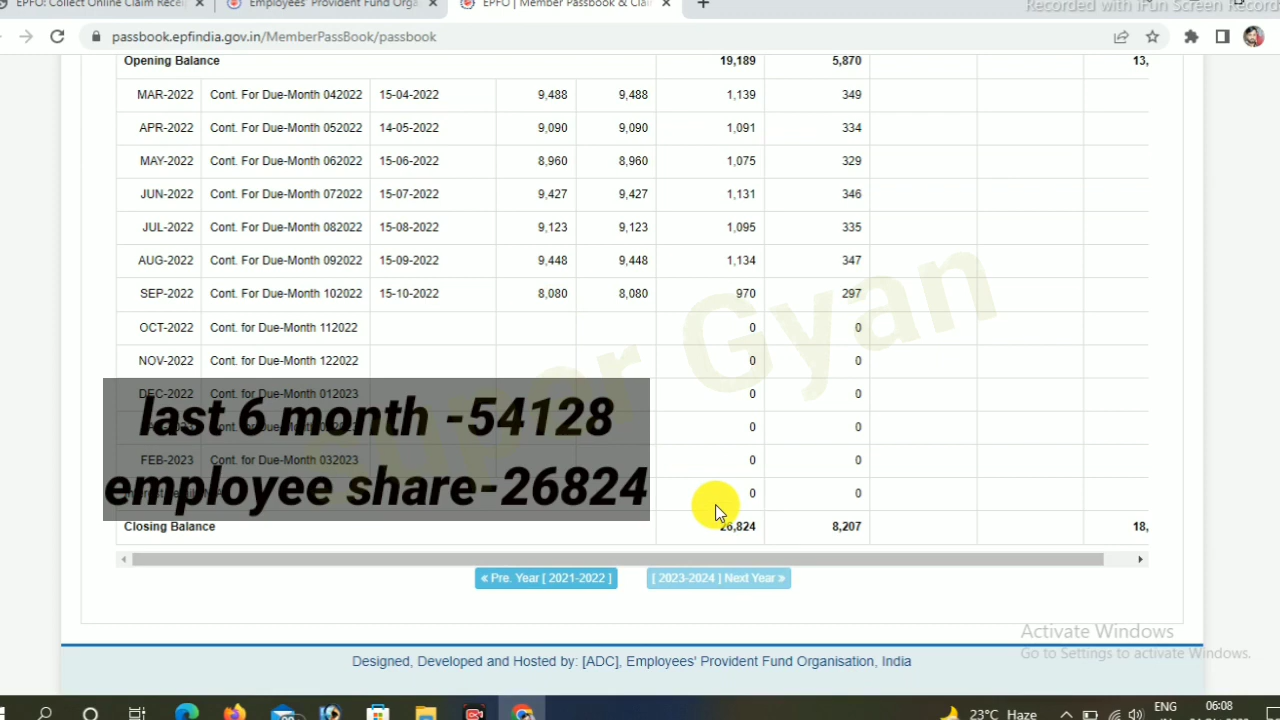 EPFO: Collect Online Claim Recei
Employees' Provident Fund Orga
EPFO | Member Passbook & Clai
Recorded with iFun Screen Record
passbook.epfindia.gov.in/MemberPassBook/passbook
Opening Balance 19,189 5,870 13,
MAR-2022 Cont. For Due-Month 042022 15-04-2022 9,488 9,488 1,139 349
APR-2022 Cont. For Due-Month 052022 14-05-2022 9,090 9,090 1,091 334
MAY-2022 Cont. For Due-Month 062022 15-06-2022 8,960 8,960 1,075 329
JUN-2022 Cont. For Due-Month 072022 15-07-2022 9,427 9,427 1,131 346
JUL-2022 Cont. For Due-Month 082022 15-08-2022 9,123 9,123 1,095 335
AUG-2022 Cont. For Due-Month 092022 15-09-2022 9,448 9,448 1,134 347
SEP-2022 Cont. For Due-Month 102022 15-10-2022 8,080 8,080 970 297
OCT-2022 Cont. for Due-Month 112022 0 0
NOV-2022 Cont. for Due-Month 122022 0 0
DEC-2022 Cont. for Due-Month 012023 0 0
last 6 month -54128
0 0
FEB-2023 Cont. for Due-Month 032023 0 0
employee share-26824
0 0
Closing Balance 26,824 8,207 18,
Super Gyan
« Pre. Year [ 2021-2022 ]
[ 2023-2024 ] Next Year »
Activate Windows
Go to Settings to activate Windows.
Designed, Developed and Hosted by: [ADC], Employees' Provident Fund Organisation, India
23°C Haze
ENG
06:08